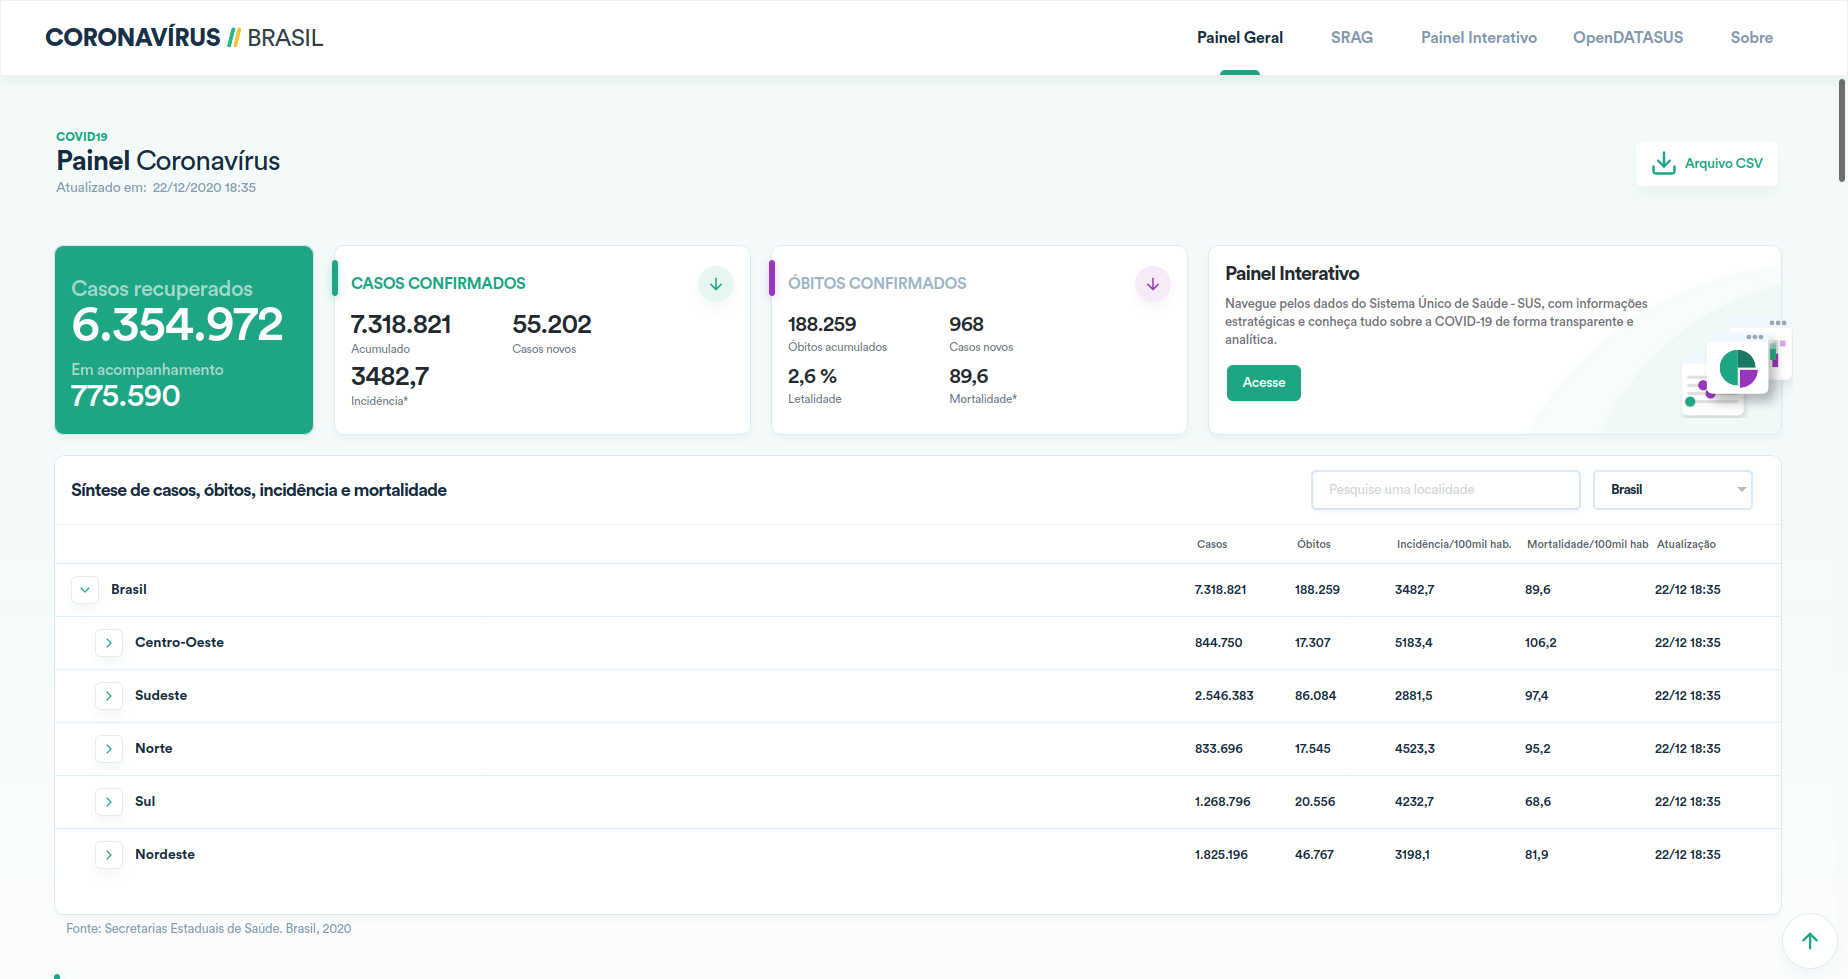 CORONAVÍRUS // BRASIL
Painel Geral
SRAG
Painel Interativo
OpenDATASUS
Sobre
COVID19
Painel Coronavírus
Atualizado em: 22/12/2020 18:35
Arquivo CSV
Casos recuperados
6.354.972
Em acompanhamento
775.590
CASOS CONFIRMADOS
7.318.821
Acumulado
55.202
Casos novos
3482,7
Incidência*
ÓBITOS CONFIRMADOS
188.259
Óbitos acumulados
968
Casos novos
2,6 %
Letalidade
89,6
Mortalidade*
Painel Interativo
Navegue pelos dados do Sistema Único de Saúde - SUS, com informações
estratégicas e conheça tudo sobre a COVID-19 de forma transparente e
analítica.
Acesse
Síntese de casos, óbitos, incidência e mortalidade
Pesquise uma localidade
Brasil
Casos Óbitos Incidência/100mil hab. Mortalidade/100mil hab Atualização
Brasil 7.318.821 188.259 3482,7 89,6 22/12 18:35
Centro-Oeste 844.750 17.307 5183,4 106,2 22/12 18:35
Sudeste 2.546.383 86.084 2881,5 97,4 22/12 18:35
Norte 833.696 17.545 4523,3 95,2 22/12 18:35
Sul 1.268.796 20.556 4232,7 68,6 22/12 18:35
Nordeste 1.825.196 46.767 3198,1 81,9 22/12 18:35
Fonte: Secretarias Estaduais de Saúde. Brasil, 2020